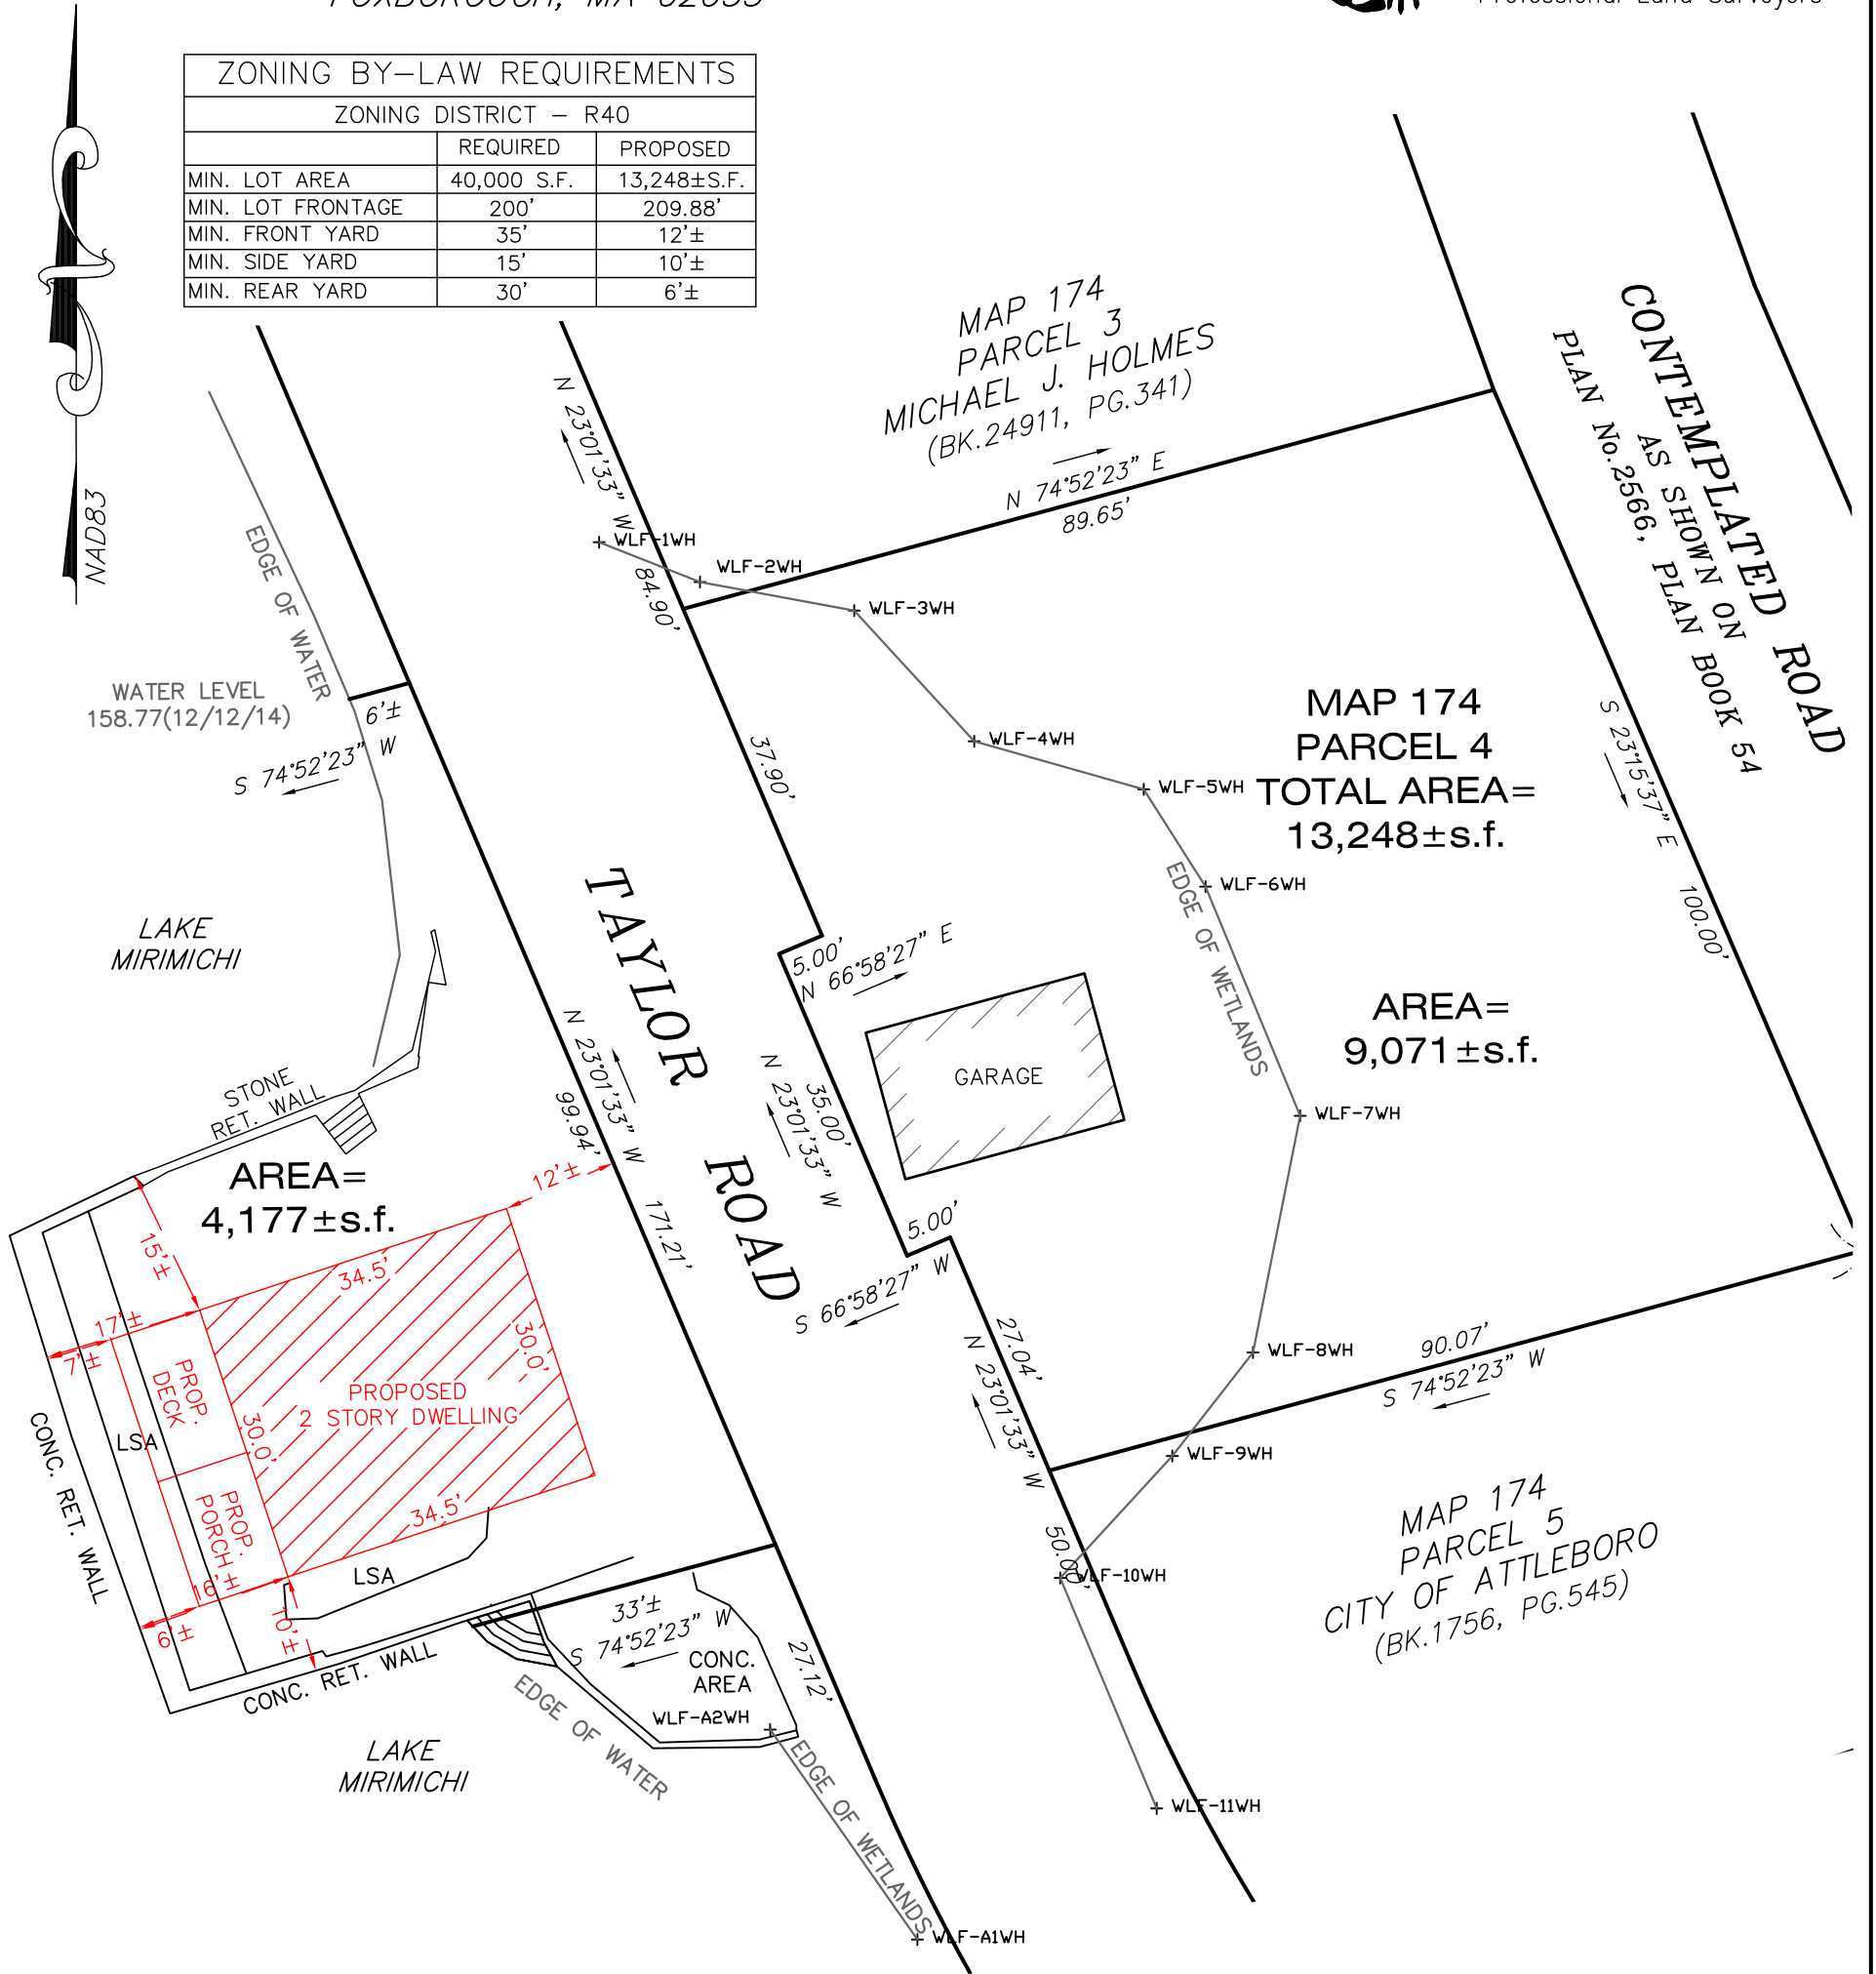 FOXBOROUGH, MA 02035
Professional Land Surveyors
ZONING BY-LAW REQUIREMENTS
ZONING DISTRICT - R40
REQUIRED PROPOSED
MIN. LOT AREA 40,000 S.F. 13,248±S.F.
MIN. LOT FRONTAGE 200' 209.88'
MIN. FRONT YARD 35' 12'±
MIN. SIDE YARD 15' 10'±
MIN. REAR YARD 30' 6'±
NAD83
MAP 174
PARCEL 3
MICHAEL J. HOLMES
(BK.24911, PG.341)
N 74°52'23" E
89.65'
CONTEMPLATED ROAD
AS SHOWN ON
PLAN No.2566, PLAN BOOK 54
N 23°01'33" W
84.90'
WLF-1WH
WLF-2WH
WLF-3WH
WLF-4WH
WLF-5WH
WLF-6WH
WLF-7WH
WLF-8WH
WLF-9WH
WLF-10WH
WLF-11WH
EDGE OF WATER
WATER LEVEL
158.77(12/12/14)
6'±
S 74°52'23" W
37.90'
MAP 174
PARCEL 4
TOTAL AREA=
13,248±s.f.
S 23°15'37" E
100.00'
EDGE OF WETLANDS
LAKE
MIRIMICHI
TAYLOR ROAD
5.00'
N 66°58'27" E
AREA=
9,071±s.f.
GARAGE
N 23°01'33" W
99.94'
35.00'
N 23°01'33" W
STONE
RET. WALL
AREA=
4,177±s.f.
12'±
171.21'
5.00'
S 66°58'27" W
15'±
34.5'
17'±
7'±
30.0'
PROP.
DECK
PROPOSED
2 STORY DWELLING
30.0'
27.04'
N 23°01'33" W
90.07'
S 74°52'23" W
LSA
CONC. RET. WALL
PROP.
PORCH
34.5'
16'±
6'±
10'±
LSA
50.00'
MAP 174
PARCEL 5
CITY OF ATTLEBORO
(BK.1756, PG.545)
33'±
S 74°52'23" W
CONC.
AREA
27.12'
CONC. RET. WALL
EDGE OF WATER
WLF-A2WH
LAKE
MIRIMICHI
EDGE OF WETLANDS
WLF-A1WH